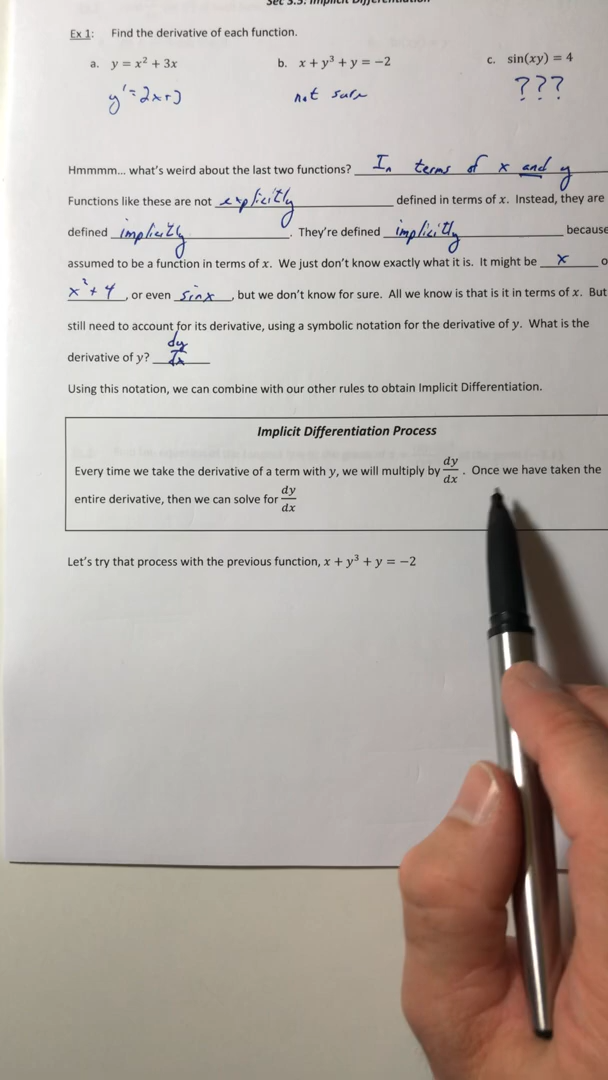 Sec 3.5: Implicit Differentiation
Ex 1: Find the derivative of each function.
a. y = x² + 3x b. x + y³ + y = −2 c. sin(xy) = 4
y' = 2x+3 not sure ???
Hmmmm... what's weird about the last two functions? In terms of x and y
Functions like these are not explicitly defined in terms of x. Instead, they are
defined implicitly. They're defined implicitly because
assumed to be a function in terms of x. We just don't know exactly what it is. It might be x o
x² + 4, or even sinx, but we don't know for sure. All we know is that is it in terms of x. But
still need to account for its derivative, using a symbolic notation for the derivative of y. What is the
derivative of y? dy/dx
Using this notation, we can combine with our other rules to obtain Implicit Differentiation.
Implicit Differentiation Process
Every time we take the derivative of a term with y, we will multiply by dy/dx. Once we have taken the
entire derivative, then we can solve for dy/dx
Let's try that process with the previous function, x + y³ + y = −2